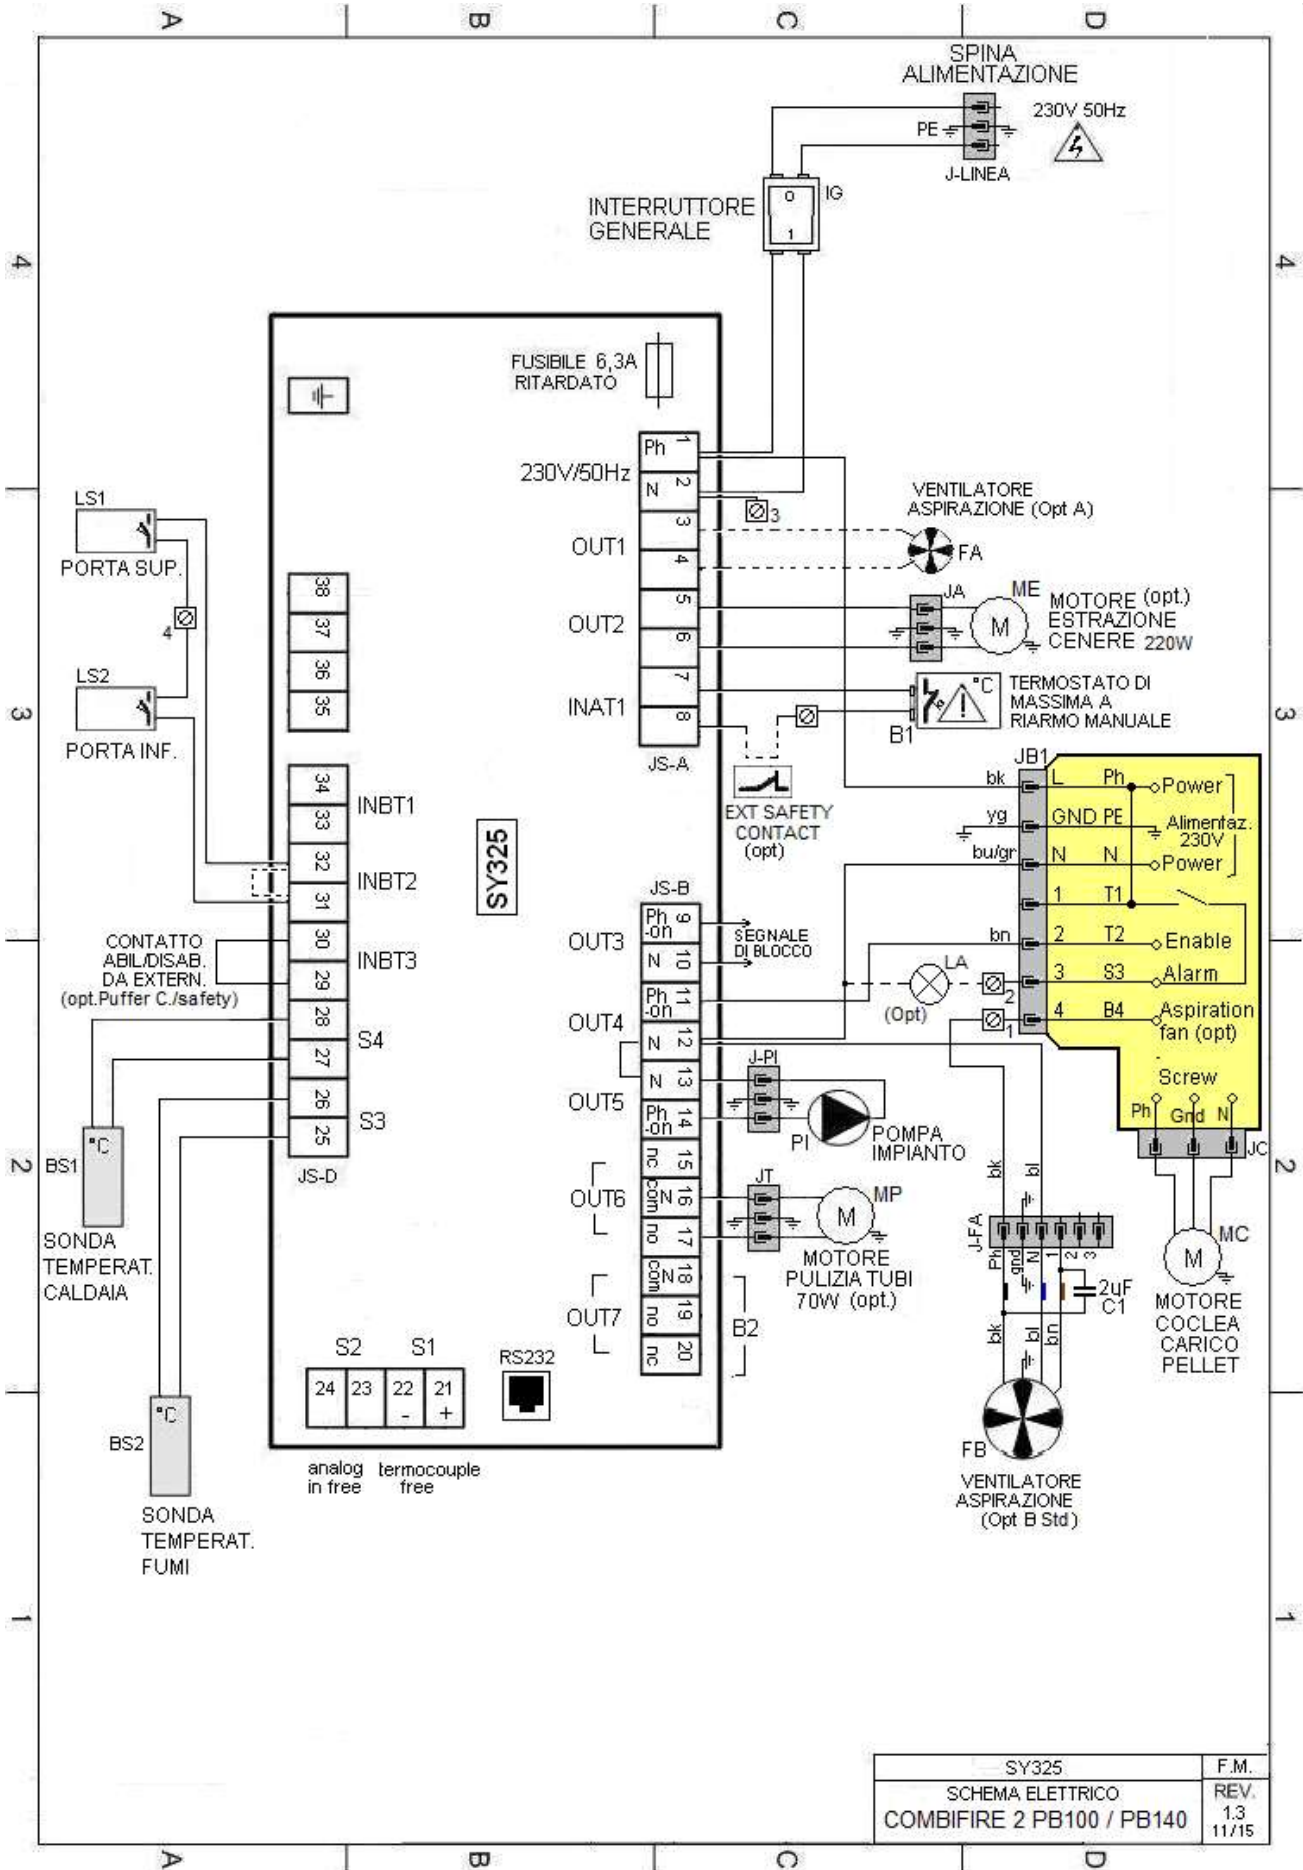 A B C D
SPINA
ALIMENTAZIONE
230V 50Hz
PE
J-LINEA
IG
0
1
INTERRUTTORE
GENERALE
4
4
FUSIBILE 6,3A
RITARDATO
Ph 1
230V/50Hz
N 2
3
OUT1
3
4
VENTILATORE
ASPIRAZIONE (Opt A)
FA
5
OUT2
6
JA
ME
M
MOTORE (opt.)
ESTRAZIONE
CENERE 220W
7
INAT1
8
JS-A
°C
B1
TERMOSTATO DI
MASSIMA A
RIARMO MANUALE
EXT SAFETY
CONTACT
(opt)
LS1
PORTA SUP.
4
LS2
PORTA INF.
3
3
38
37
36
35
34
INBT1
33
32
INBT2
31
30
INBT3
29
28
S4
27
26
S3
25
JS-D
CONTATTO
ABIL/DISAB.
DA EXTERN.
(opt.Puffer C./safety)
SY325
JB1
bk L Ph Power
yg GND PE Alimentaz.
230V
bu/gr N N Power
1 T1
bn 2 T2 Enable
3 S3 Alarm
4 B4 Aspiration
fan (opt)
Screw
Ph Gnd N
JC
JS-B
OUT3
Ph-on 9
N 10
SEGNALE
DI BLOCCO
LA
(Opt)
2
1
OUT4
Ph-on 11
N 12
OUT5
N 13
Ph-on 14
J-PI
PI
POMPA
IMPIANTO
nc 15
OUT6
com N 16
no 17
JT
MP
M
MOTORE
PULIZIA TUBI
70W (opt.)
com N 18
OUT7
no 19
nc 20
B2
bk
bl
J-FA
Ph gnd N 1 2 3
2uF
C1
bk bl bn
FB
VENTILATORE
ASPIRAZIONE
(Opt B Std)
MC
M
MOTORE
COCLEA
CARICO
PELLET
2
2
°C
BS1
SONDA
TEMPERAT.
CALDAIA
°C
BS2
SONDA
TEMPERAT.
FUMI
S2 S1
24 23 22 21
- +
RS232
analog
in free
termocouple
free
1
1
SY325
F.M.
SCHEMA ELETTRICO
COMBIFIRE 2 PB100 / PB140
REV.
1.3
11/15
A B C D